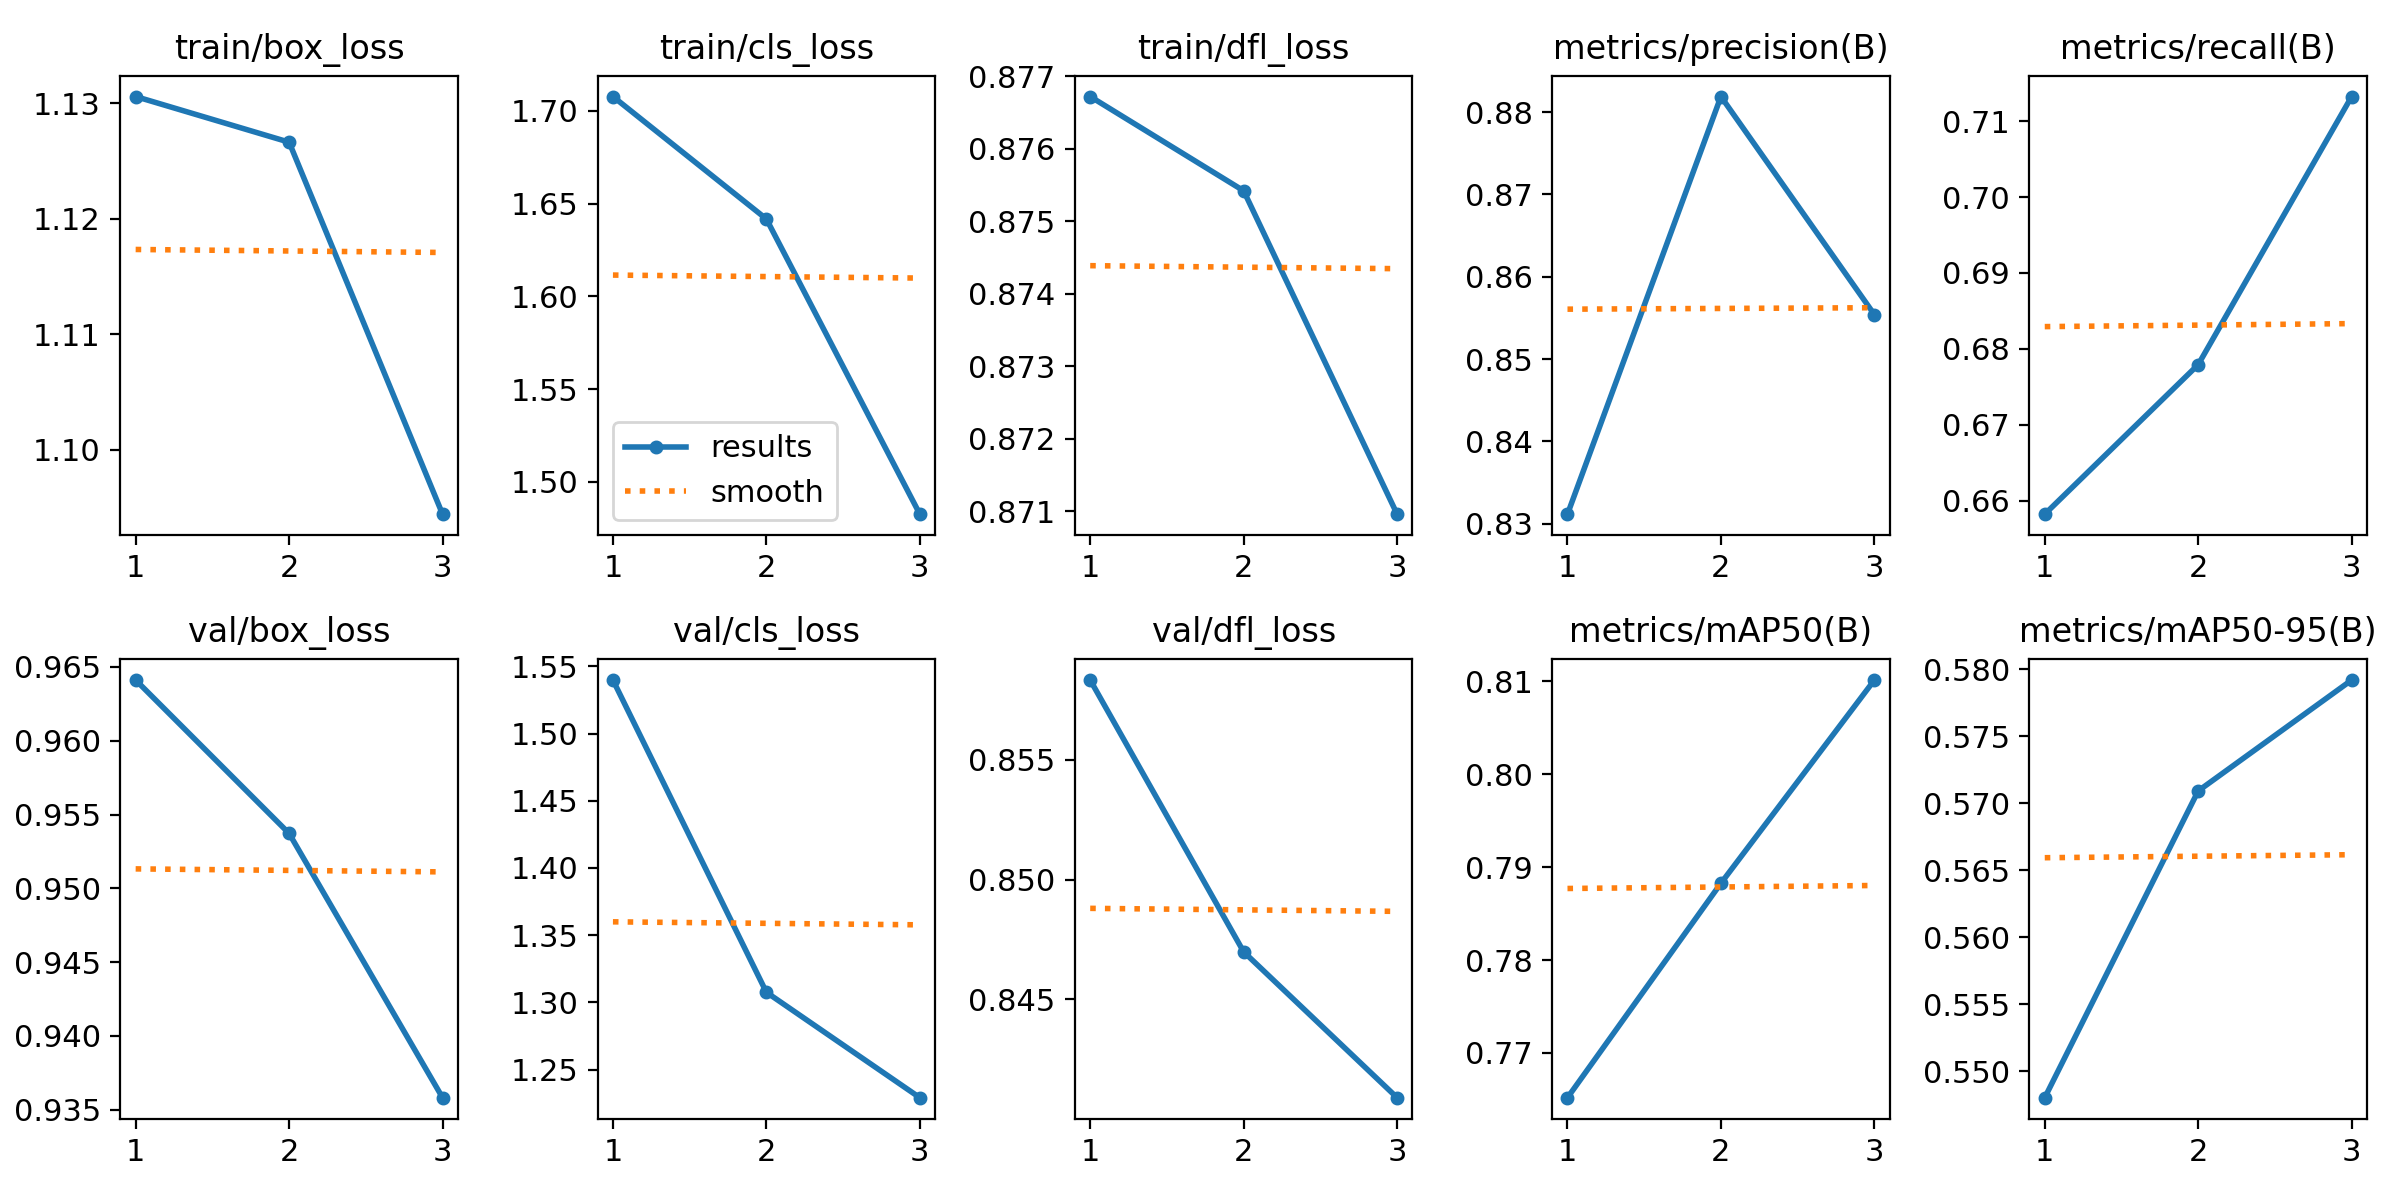 train/box_loss
1.13
1.12
1.11
1.10
1 2 3
train/cls_loss
1.70
1.65
1.60
1.55
1.50
results
smooth
1 2 3
train/dfl_loss
0.877
0.876
0.875
0.874
0.873
0.872
0.871
1 2 3
metrics/precision(B)
0.88
0.87
0.86
0.85
0.84
0.83
1 2 3
metrics/recall(B)
0.71
0.70
0.69
0.68
0.67
0.66
1 2 3
val/box_loss
0.965
0.960
0.955
0.950
0.945
0.940
0.935
1 2 3
val/cls_loss
1.55
1.50
1.45
1.40
1.35
1.30
1.25
1 2 3
val/dfl_loss
0.855
0.850
0.845
1 2 3
metrics/mAP50(B)
0.81
0.80
0.79
0.78
0.77
1 2 3
metrics/mAP50-95(B)
0.580
0.575
0.570
0.565
0.560
0.555
0.550
1 2 3